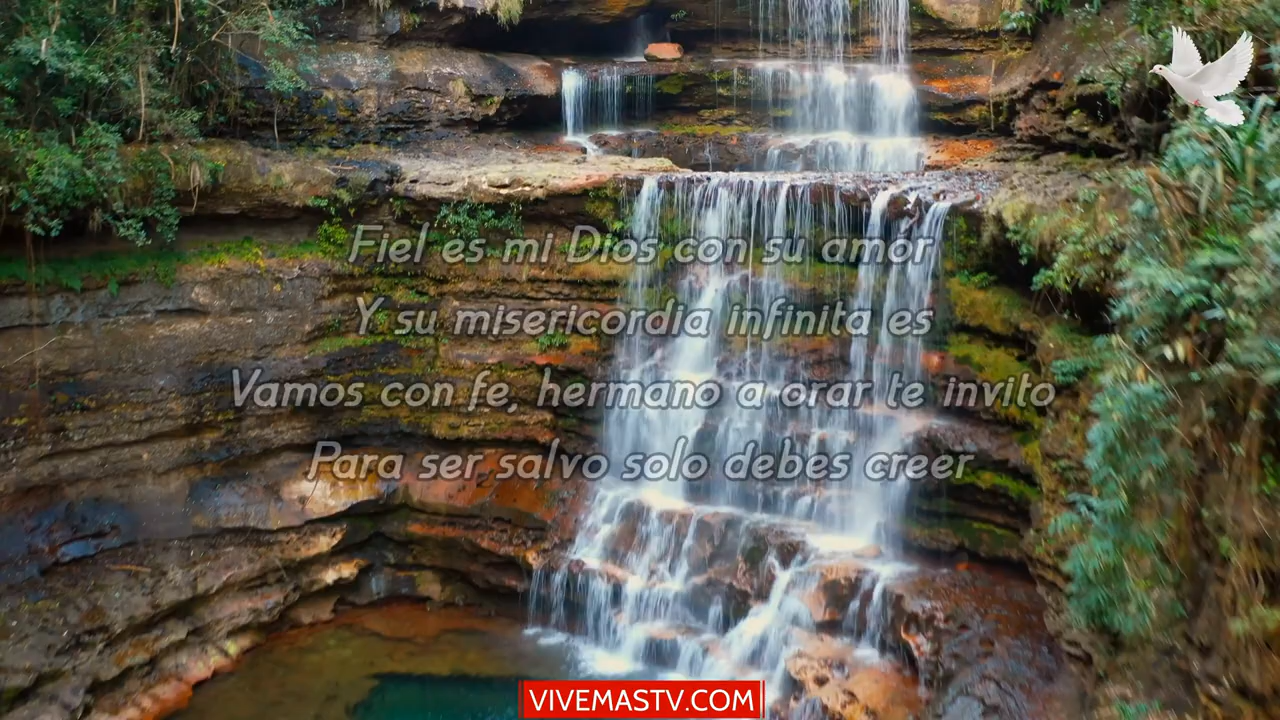 Fiel es mi Dios con su amor
Y su misericordia infinita es
Vamos con fe, hermano a orar te invito
Para ser salvo solo debes creer
VIVEMASTV.COM